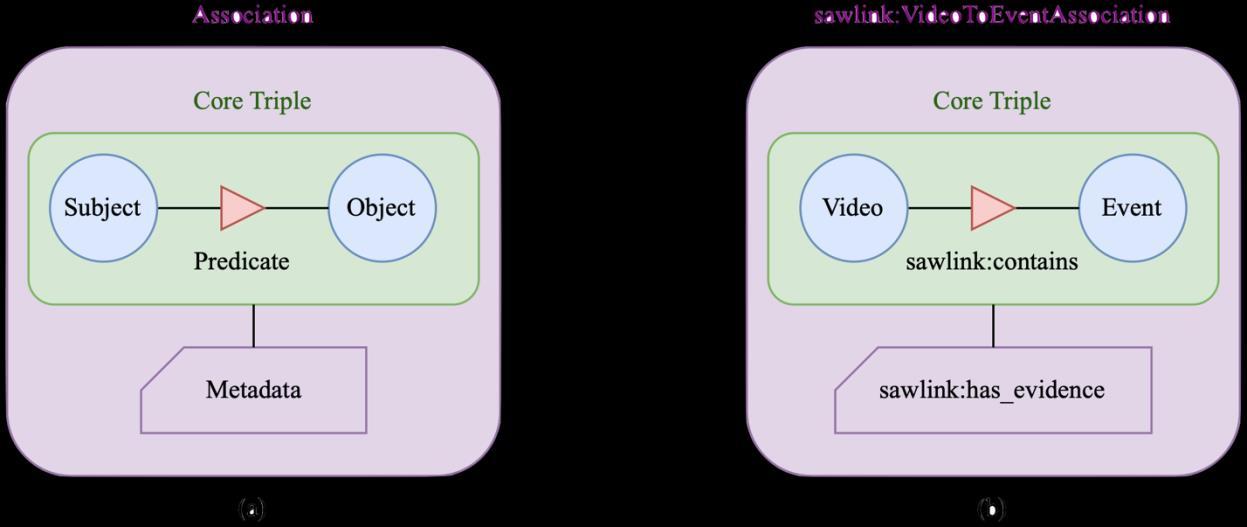 Association
Core Triple
Subject
Object
Predicate
Metadata
(a)
sawlink:VideoToEventAssociation
Core Triple
Video
Event
sawlink:contains
sawlink:has_evidence
(b)